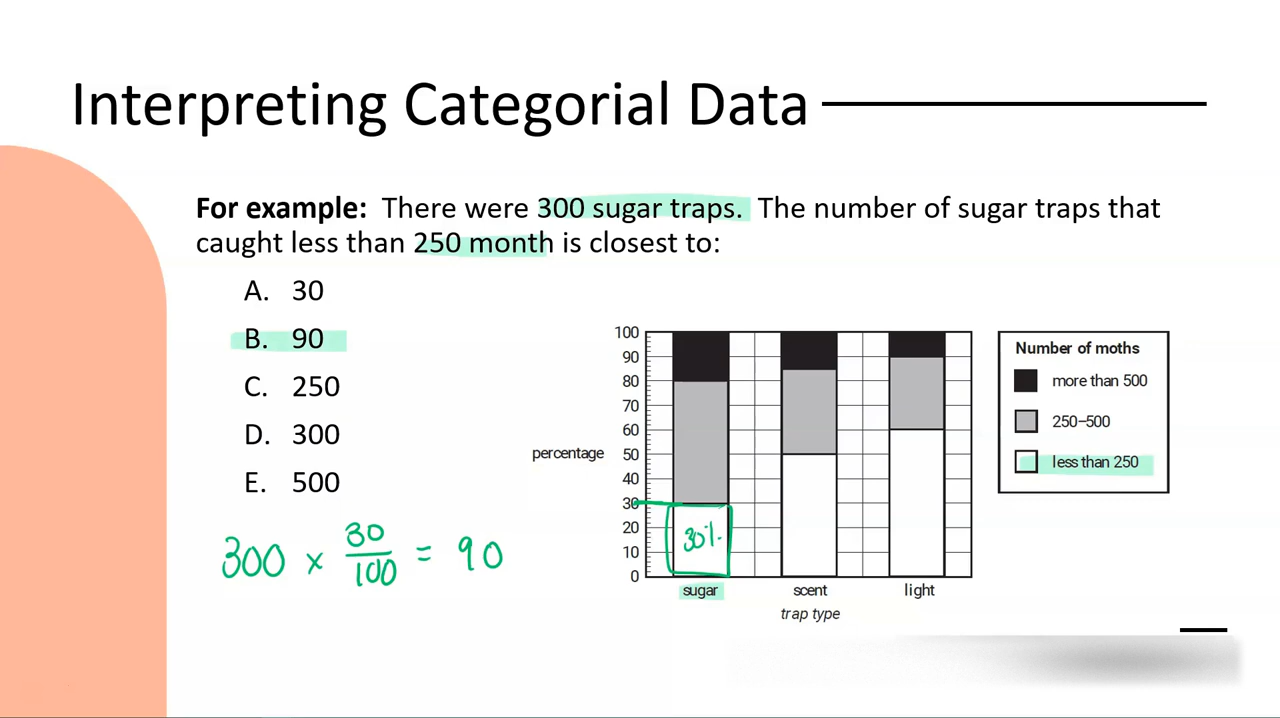 Interpreting Categorial Data
For example: There were 300 sugar traps. The number of sugar traps that
caught less than 250 month is closest to:
A. 30
B. 90
C. 250
D. 300
E. 500
300 × 30/100 = 90
percentage
100
90
80
70
60
50
40
30
20
10
0
30%
sugar
scent
light
trap type
Number of moths
more than 500
250–500
less than 250